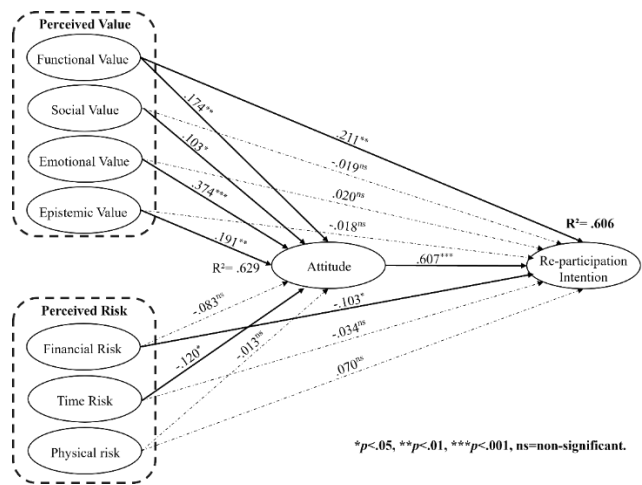 Perceived Value
Functional Value
Social Value
Emotional Value
Epistemic Value
.174**
.103*
.374***
.191**
.211**
-.019ns
.020ns
-.018ns
R²= .606
R²= .629
Attitude
.607***
Re-participation
Intention
Perceived Risk
Financial Risk
Time Risk
Physical risk
-.083ns
-.120*
-.013ns
-.103*
-.034ns
.070ns
*p<.05, **p<.01, ***p<.001, ns=non-significant.